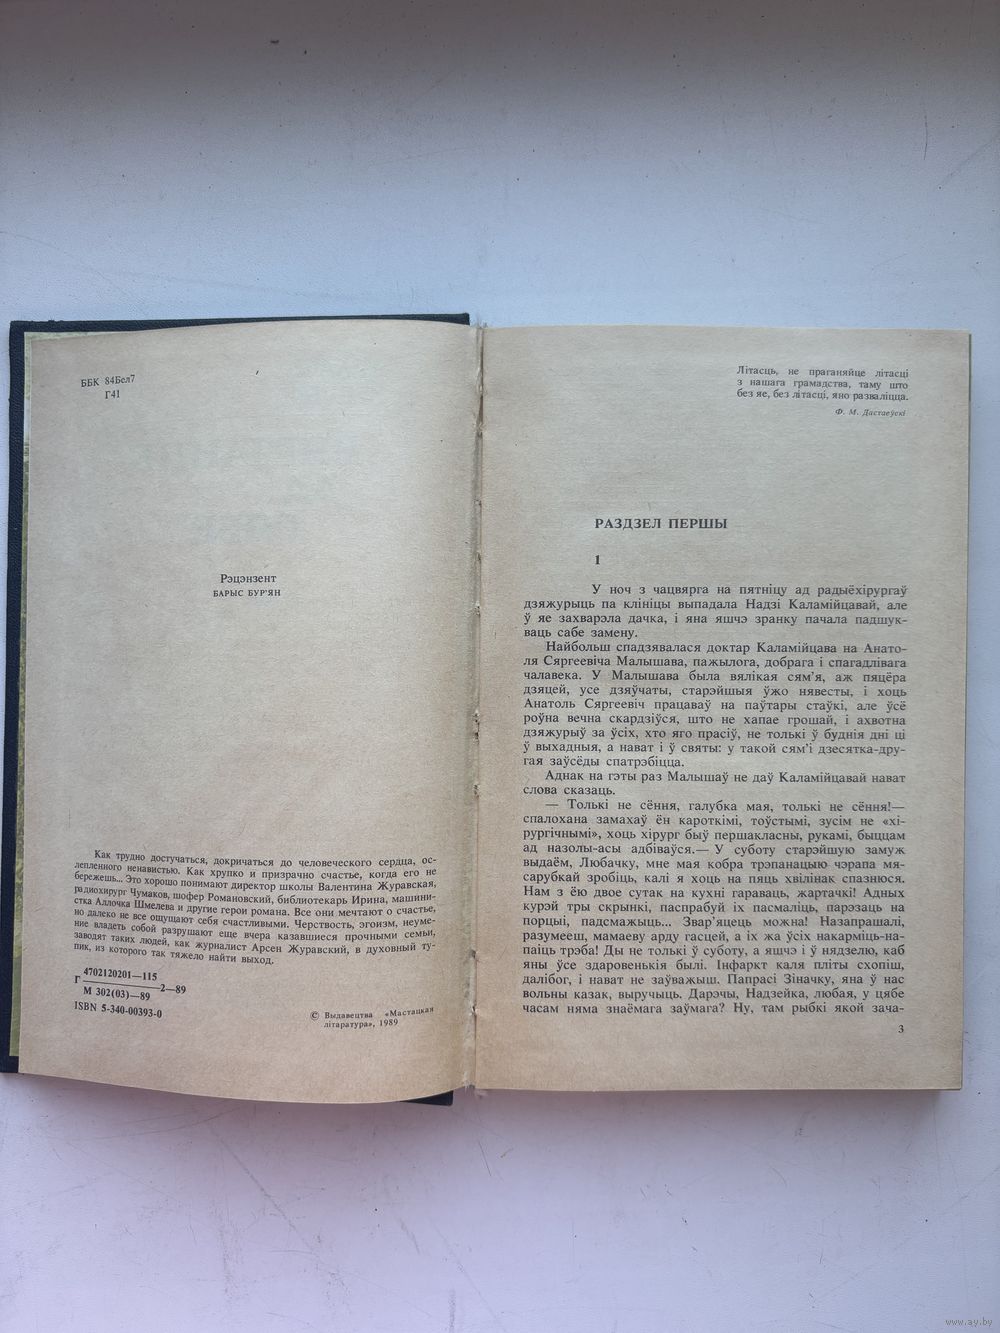 ББК 84Бел7
Г41
Рэцэнзент
БАРЫС БУР'ЯН
Как трудно достучаться, докричаться до человеческого сердца, ос-
лепленного ненавистью. Как хрупко и призрачно счастье, когда его не
бережешь... Это хорошо понимают директор школы Валентина Журавская,
радиохирург Чумаков, шофер Романовский, библиотекарь Ирина, машини-
стка Аллочка Шмелева и другие герои романа. Все они мечтают о счастье,
но далеко не все ощущают себя счастливыми. Черствость, эгоизм, неуме-
ние владеть собой разрушают еще вчера казавшиеся прочными семьи,
заводят таких людей, как журналист Арсен Журавский, в духовный ту-
пик, из которого так тяжело найти выход.
Г 4702120201—115
М 302(03)—89 2—89
ISBN 5-340-00393-0
© Выдавецтва «Мастацкая
літаратура», 1989
Літасць, не праганяйце літасці
з нашага грамадства, таму што
без яе, без літасці, яно разваліцца.
Ф. М. Дастаеўскі
РАЗДЗЕЛ ПЕРШЫ
1
У ноч з чацвярга на пятніцу ад радыёхірургаў
дзяжурыць па клініцы выпадала Надзі Каламійцавай, але
ў яе захварэла дачка, і яна яшчэ зранку пачала падшук-
ваць сабе замену.
Найбольш спадзявалася доктар Каламійцава на Анато-
ля Сяргеевіча Малышава, пажылога, добрага і спагадлівага
чалавека. У Малышава была вялікая сям'я, аж пяцёра
дзяцей, усе дзяўчаты, старэйшыя ўжо нявесты, і хоць
Анатоль Сяргеевіч працаваў на паўтары стаўкі, але ўсё
роўна вечна скардзіўся, што не хапае грошай, і ахвотна
дзяжурыў за ўсіх, хто яго прасіў, не толькі ў буднія дні ці
ў выхадныя, а нават і ў святы: у такой сям'і дзесятка-дру-
гая заўсёды спатрэбіцца.
Аднак на гэты раз Малышаў не даў Каламійцавай нават
слова сказаць.
— Толькі не сёння, галубка мая, толькі не сёння!—
спалохана замахаў ён кароткімі, тоўстымі, зусім не «хі-
рургічнымі», хоць хірург быў першакласны, рукамі, быццам
ад назолы-асы адбіваўся.— У суботу старэйшую замуж
выдаём, Любачку, мне мая кобра трэпанацыю чэрапа мя-
сарубкай зробіць, калі я хоць на пяць хвілінак спазнюся.
Нам з ёю двое сутак на кухні гараваць, жартачкі! Адных
курэй тры скрынкі, паспрабуй іх пасмаліць, парэзаць на
порцыі, падсмажыць... Звар'яцець можна! Назапрашалі,
разумееш, мамаеву арду гасцей, а іх жа ўсіх накарміць-на-
паіць трэба! Ды не толькі ў суботу, а яшчэ і ў нядзелю, каб
яны ўсе здаровенькія былі. Інфаркт каля пліты схопіш,
далібог, і нават не заўважыш. Папрасі Зіначку, яна ў нас
вольны казак, выручыць. Дарэчы, Надзейка, любая, у цябе
часам няма знаёмага заўмага? Ну, там рыбкі якой зача-
3
www.ay.by